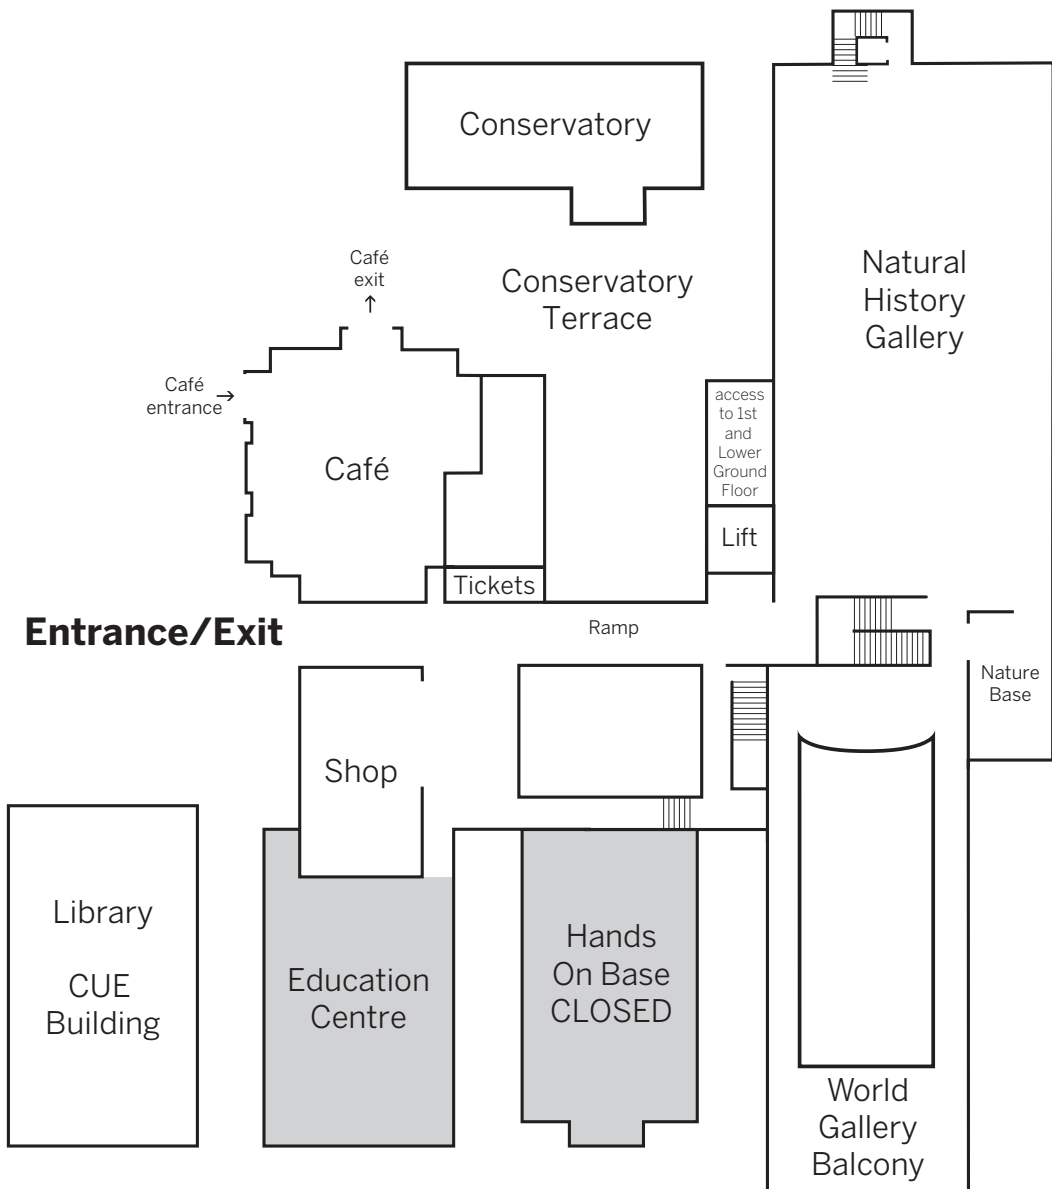 Conservatory
Café
exit
↑
Conservatory
Terrace
Natural
History
Gallery
Café
entrance
→
access
to 1st
and
Lower
Ground
Floor
Café
Lift
Tickets
Entrance/Exit
Ramp
Nature
Base
Shop
Library
CUE
Building
Education
Centre
Hands
On Base
CLOSED
World
Gallery
Balcony